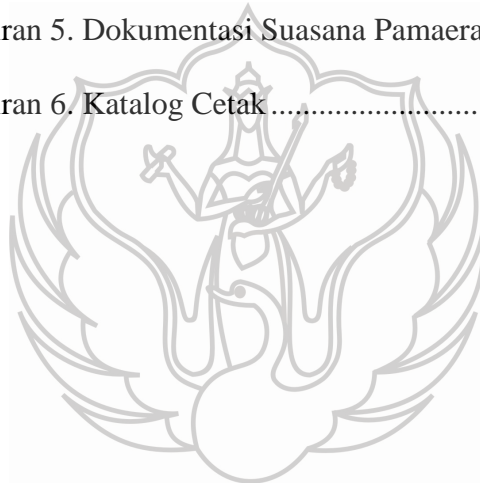 ran 5. Dokumentasi Suasana Pamaera
ran 6. Katalog Cetak..........................